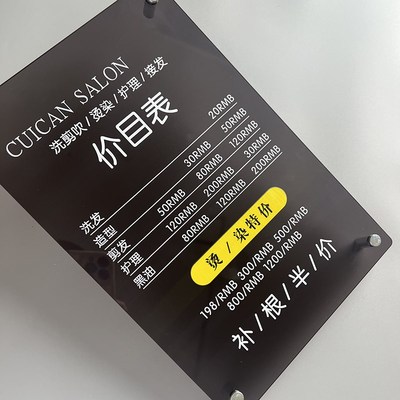 CUICAN SALON
洗剪吹/烫染/护理/接发
价目表
洗发 20RMB
造型 30RMB 50RMB
剪发 50RMB 80RMB 120RMB
护理 120RMB 200RMB 30RMB
黑油 80RMB 120RMB 200RMB
烫/染特价
198/RMB 300/RMB 500/RMB
800/RMB 1200/RMB
补/根/半/价